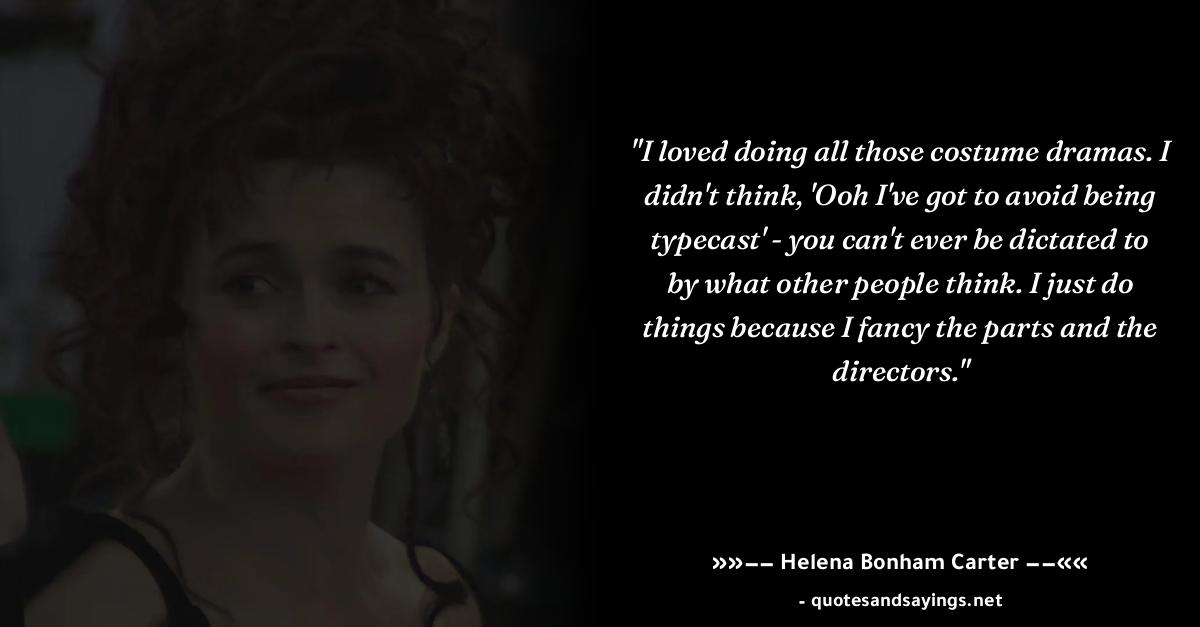 "I loved doing all those costume dramas. I
didn't think, 'Ooh I've got to avoid being
typecast' - you can't ever be dictated to
by what other people think. I just do
things because I fancy the parts and the
directors."
»»−− Helena Bonham Carter −−««
- quotesandsayings.net